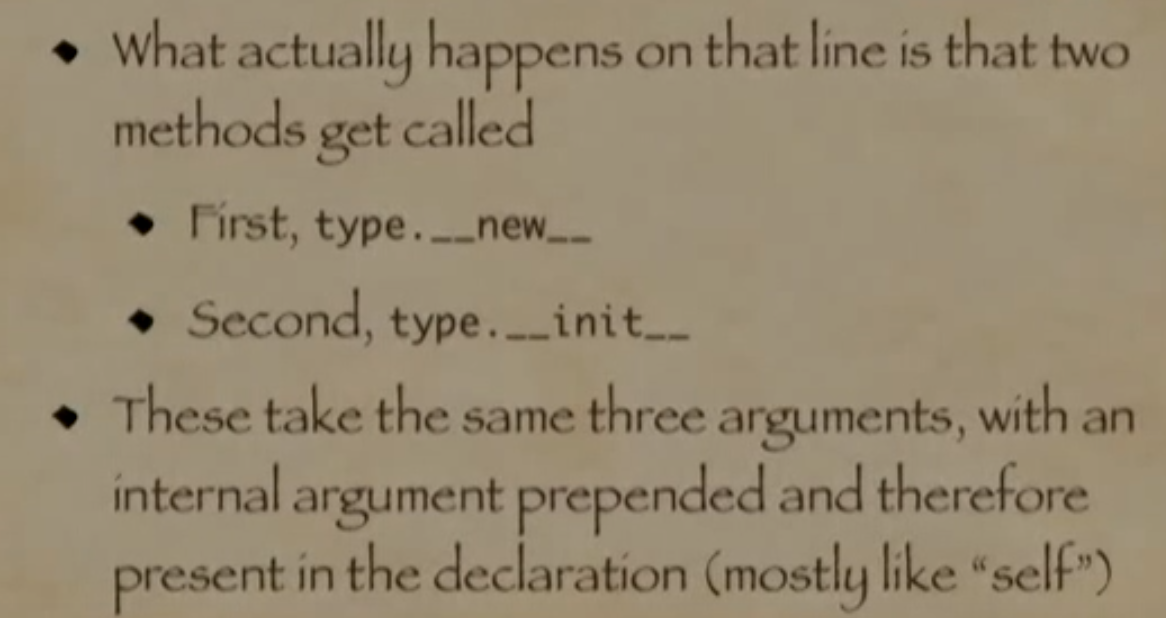 ◆ What actually happens on that line is that two
methods get called
◆ First, type.__new__
◆ Second, type.__init__
◆ These take the same three arguments, with an
internal argument prepended and therefore
present in the declaration (mostly like “self”)